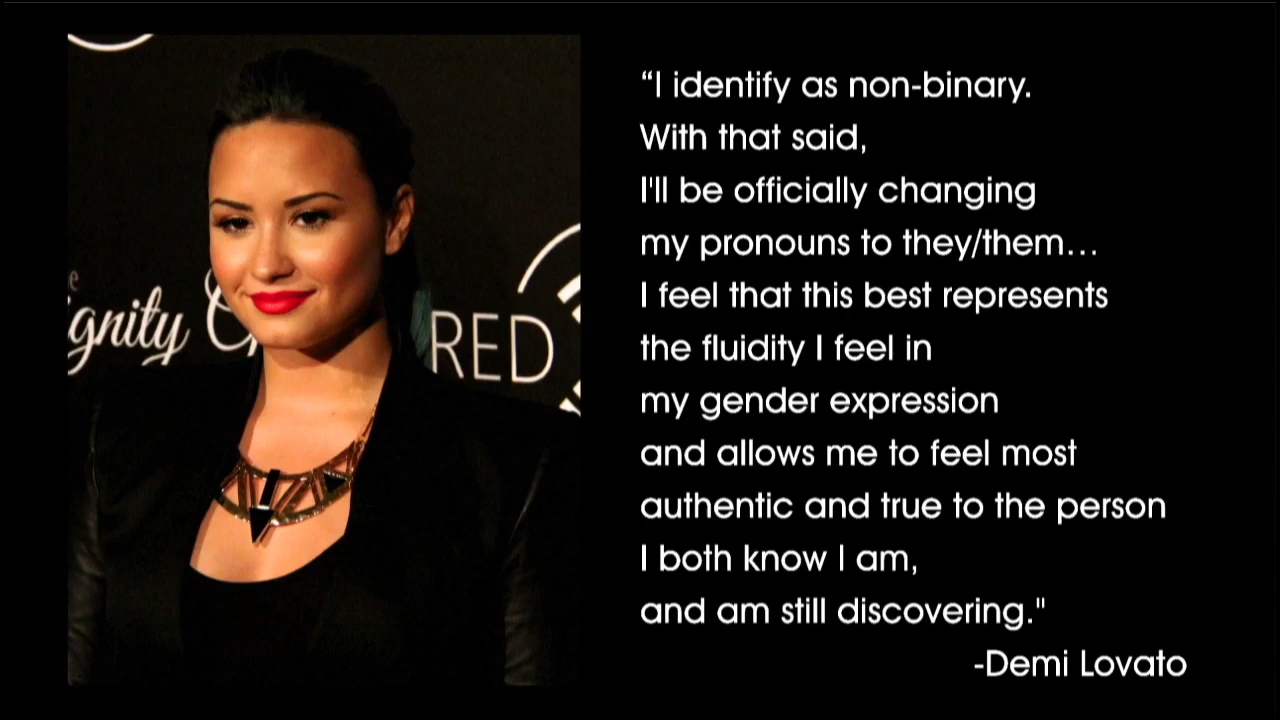 e
ignity
RED
“I identify as non-binary.
With that said,
I'll be officially changing
my pronouns to they/them...
I feel that this best represents
the fluidity I feel in
my gender expression
and allows me to feel most
authentic and true to the person
I both know I am,
and am still discovering."
-Demi Lovato